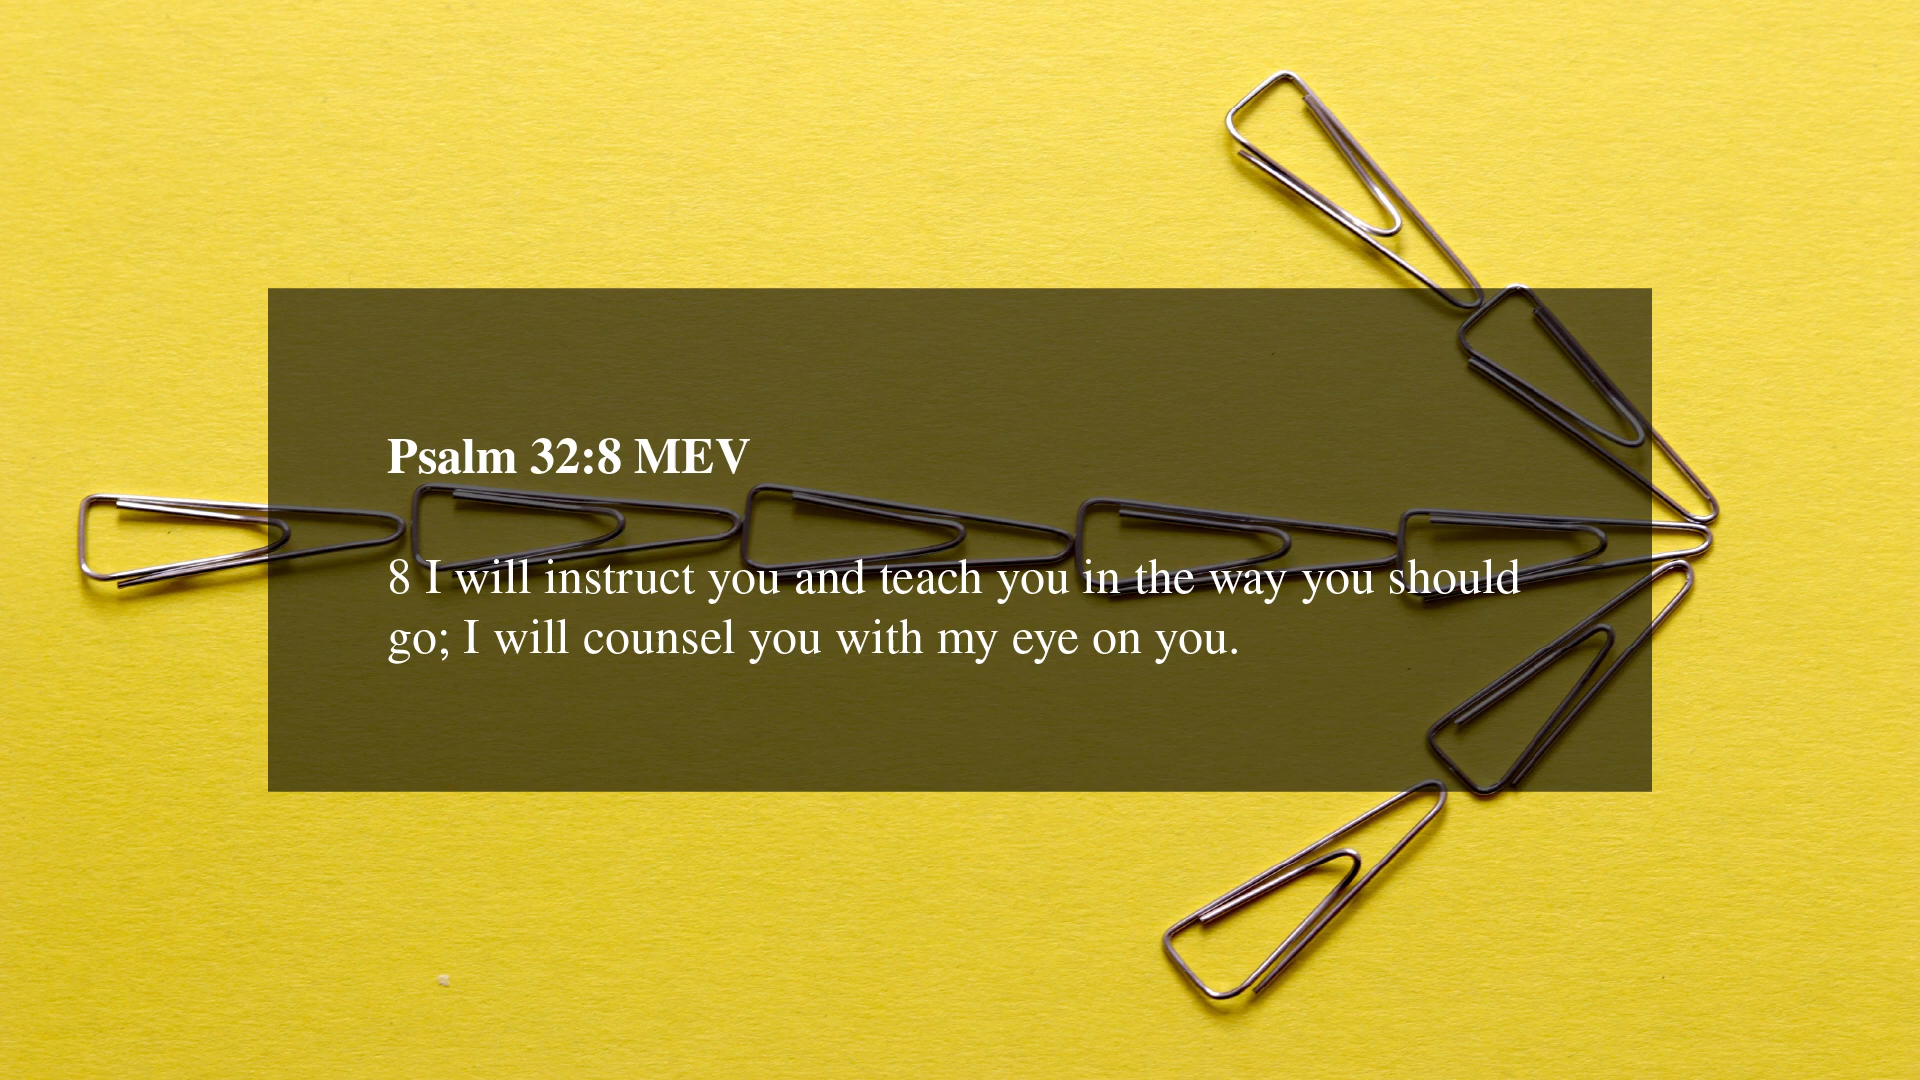 Psalm 32:8 MEV
8 I will instruct you and teach you in the way you should
go; I will counsel you with my eye on you.